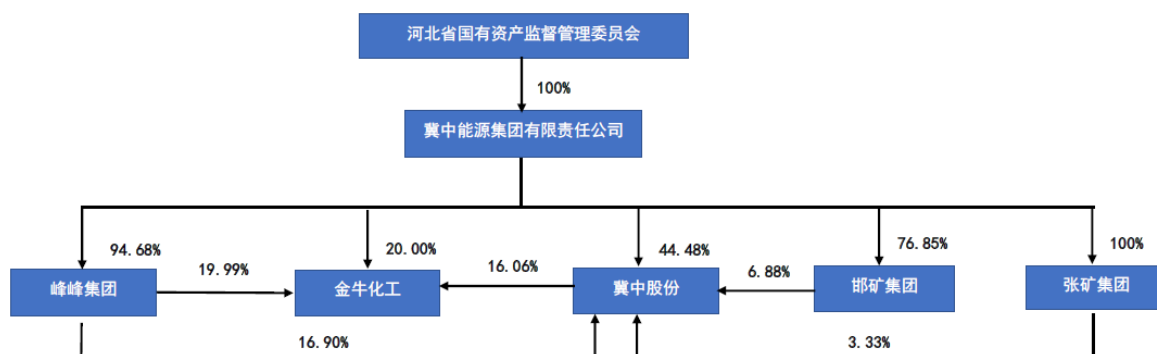 河北省国有资产监督管理委员会
100%
冀中能源集团有限责任公司
94.68%
20.00%
44.48%
76.85%
100%
19.99%
16.06%
6.88%
峰峰集团
金牛化工
冀中股份
邯矿集团
张矿集团
16.90%
3.33%